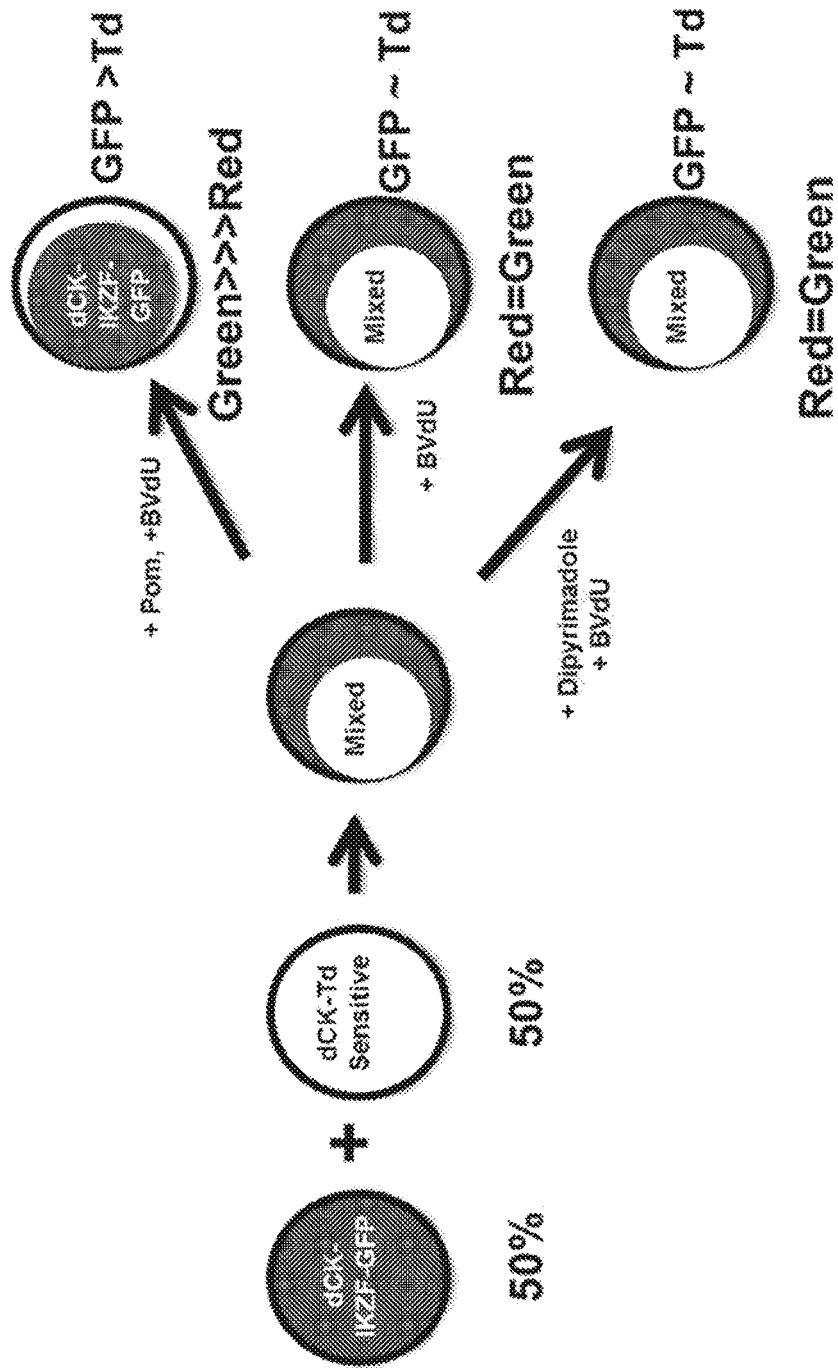 dCK-
IKZF-GFP
50%
+
dCK-Td
Sensitive
50%
Mixed
+ Pom, +BVdU
+ BVdU
+ Dipyrimadole
+ BVdU
dCK-
IKZF-
GFP
GFP >Td
Green>>>Red
Mixed
GFP ~ Td
Red=Green
Mixed
GFP ~ Td
Red=Green